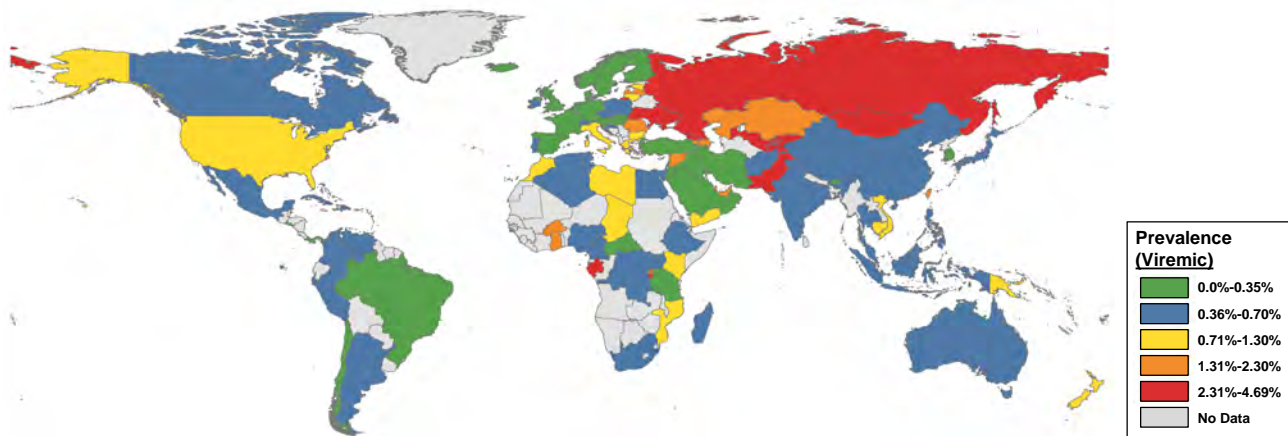 Prevalence
(Viremic)
0.0%-0.35%
0.36%-0.70%
0.71%-1.30%
1.31%-2.30%
2.31%-4.69%
No Data